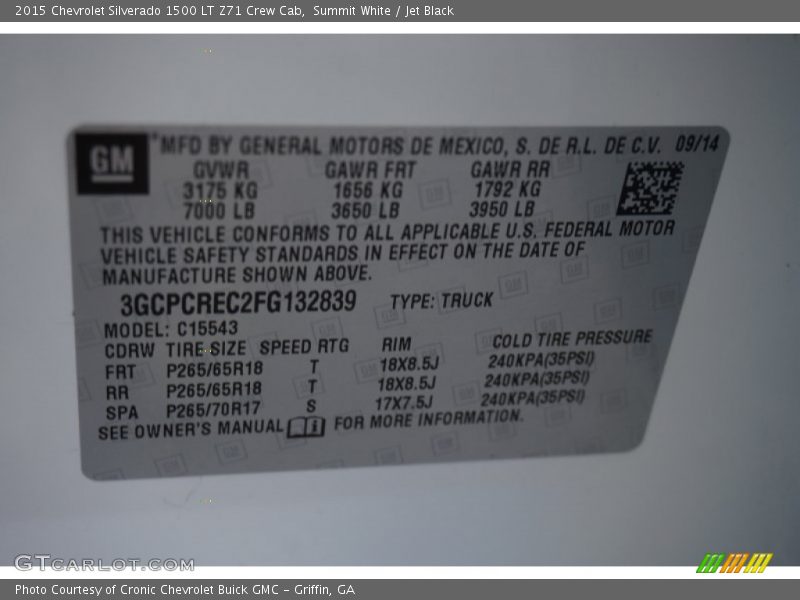 2015 Chevrolet Silverado 1500 LT Z71 Crew Cab, Summit White / Jet Black
GM
MFD BY GENERAL MOTORS DE MEXICO, S. DE R.L. DE C.V. 09/14
GVWR GAWR FRT GAWR RR
3175 KG 1656 KG 1792 KG
7000 LB 3650 LB 3950 LB
THIS VEHICLE CONFORMS TO ALL APPLICABLE U.S. FEDERAL MOTOR
VEHICLE SAFETY STANDARDS IN EFFECT ON THE DATE OF
MANUFACTURE SHOWN ABOVE.
3GCPCREC2FG132839 TYPE: TRUCK
MODEL: C15543
CDRW TIRE SIZE SPEED RTG RIM COLD TIRE PRESSURE
FRT P265/65R18 T 18X8.5J 240KPA(35PSI)
RR P265/65R18 T 18X8.5J 240KPA(35PSI)
SPA P265/70R17 S 17X7.5J 240KPA(35PSI)
SEE OWNER'S MANUAL FOR MORE INFORMATION.
GTCARLOT.COM
Photo Courtesy of Cronic Chevrolet Buick GMC - Griffin, GA